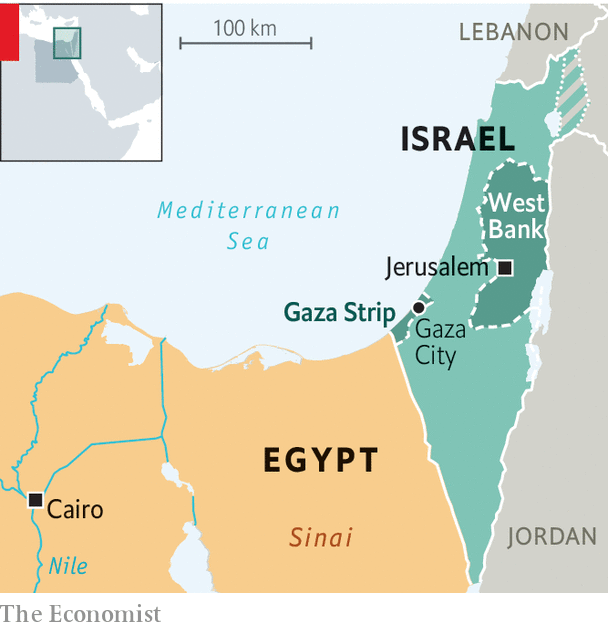 100 km
LEBANON
ISRAEL
Mediterranean
Sea
West
Bank
Jerusalem
Gaza Strip
Gaza
City
EGYPT
Cairo
Sinai
JORDAN
Nile
The Economist